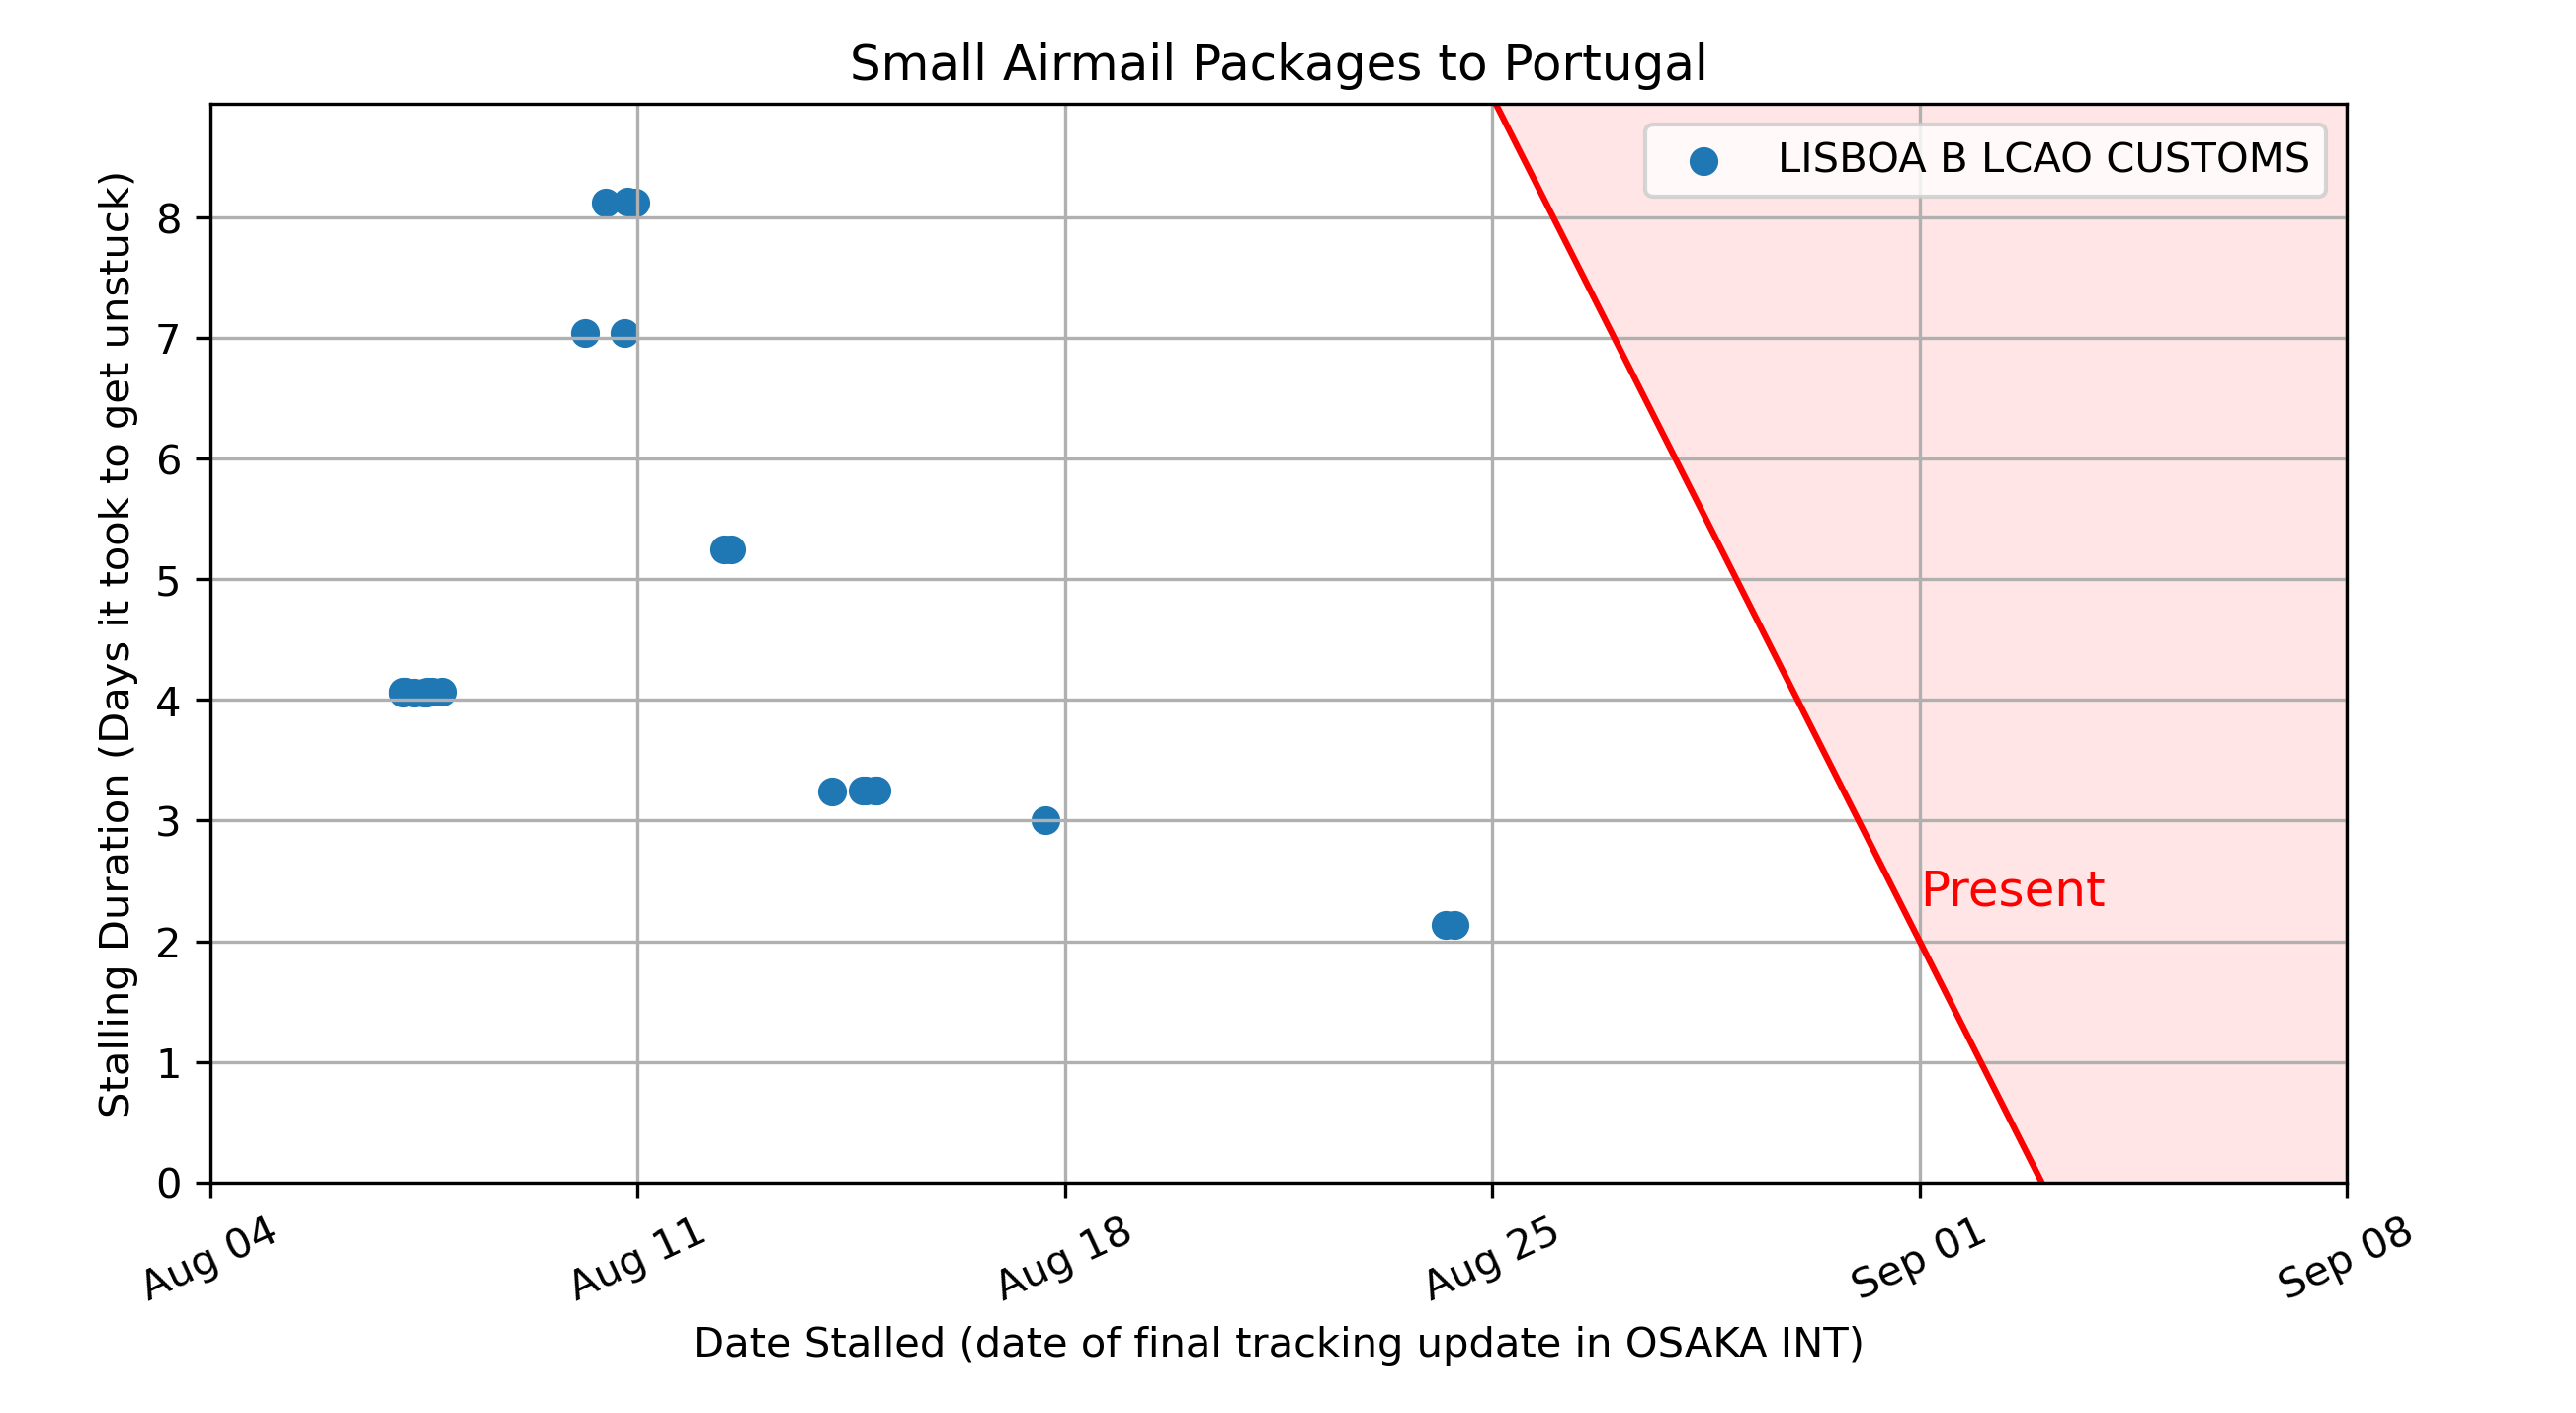 Small Airmail Packages to Portugal
LISBOA B LCAO CUSTOMS
Stalling Duration (Days it took to get unstuck)
8
7
6
5
4
3
2
1
0
Present
Aug 04
Aug 11
Aug 18
Aug 25
Sep 01
Sep 08
Date Stalled (date of final tracking update in OSAKA INT)